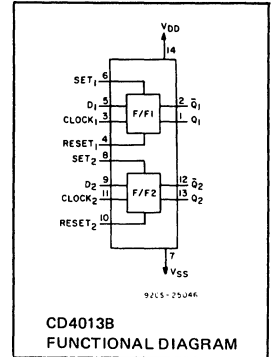 VDD
14
SET1 6
D1 5
CLOCK1 3
F/F1
2 Q̄1
1 Q1
RESET1 4
SET2 8
D2 9
CLOCK2 11
F/F2
12 Q̄2
13 Q2
RESET2 10
7
VSS
92CS-25046
CD4013B
FUNCTIONAL DIAGRAM